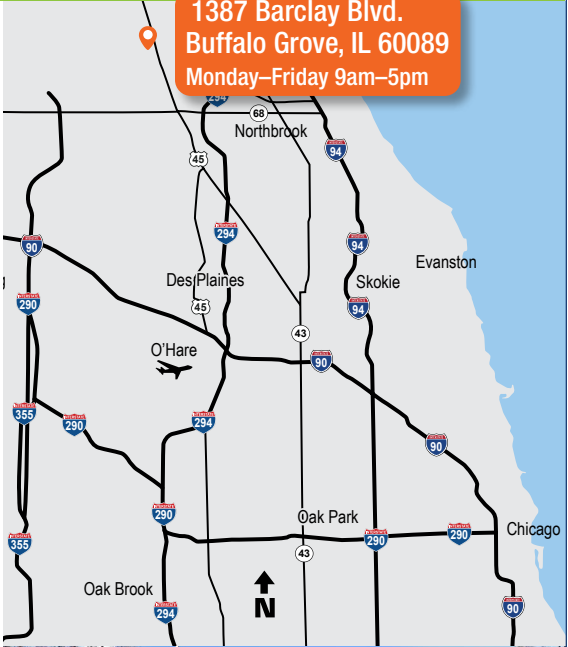 1387 Barclay Blvd.
Buffalo Grove, IL 60089
Monday–Friday 9am–5pm
294
68
Northbrook
94
45
294
94
90
Evanston
Des Plaines
Skokie
290
45
94
43
O'Hare
90
355
294
290
90
290
Oak Park
Chicago
290
290
355
43
Oak Brook
N
294
90